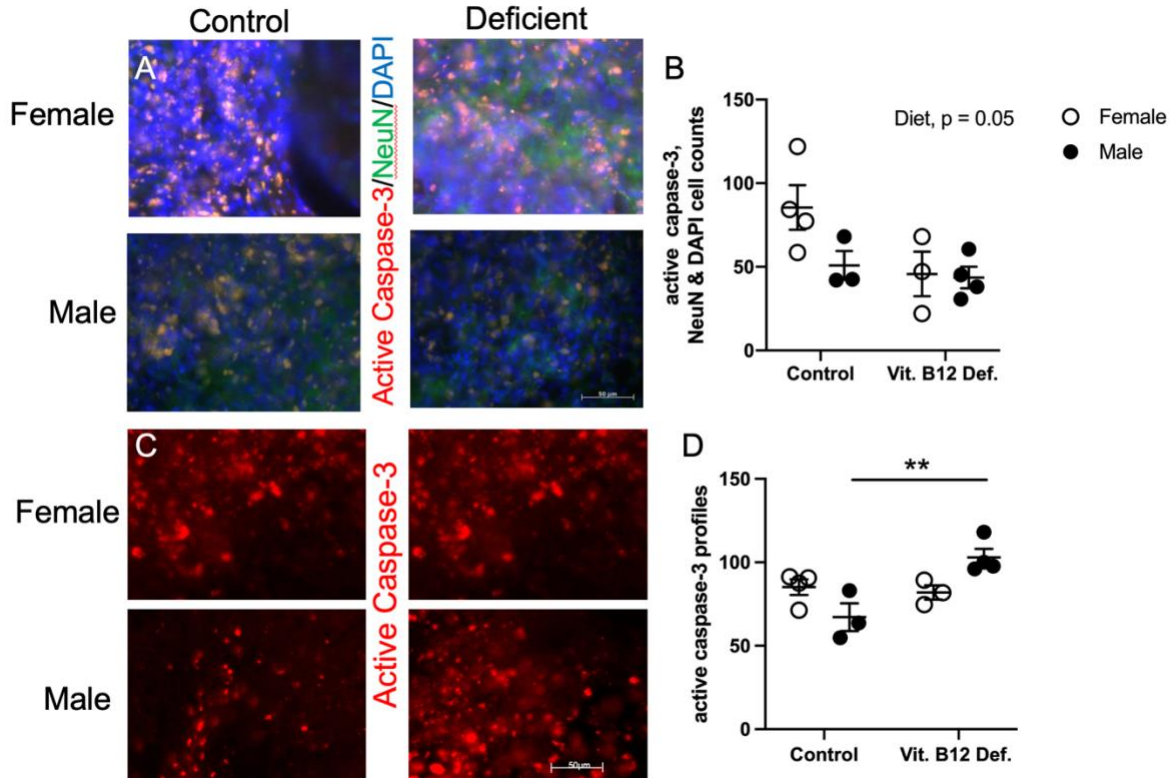 Control
Deficient
Female
Male
A
Active Caspase-3/NeuN/DAPI
50 µm
B
150
100
50
0
active capase-3,
NeuN & DAPI cell counts
Diet, p = 0.05
Control
Vit. B12 Def.
Female
Male
Female
Male
C
Active Caspase-3
50µm
D
150
100
50
0
active caspase-3 profiles
**
Control
Vit. B12 Def.